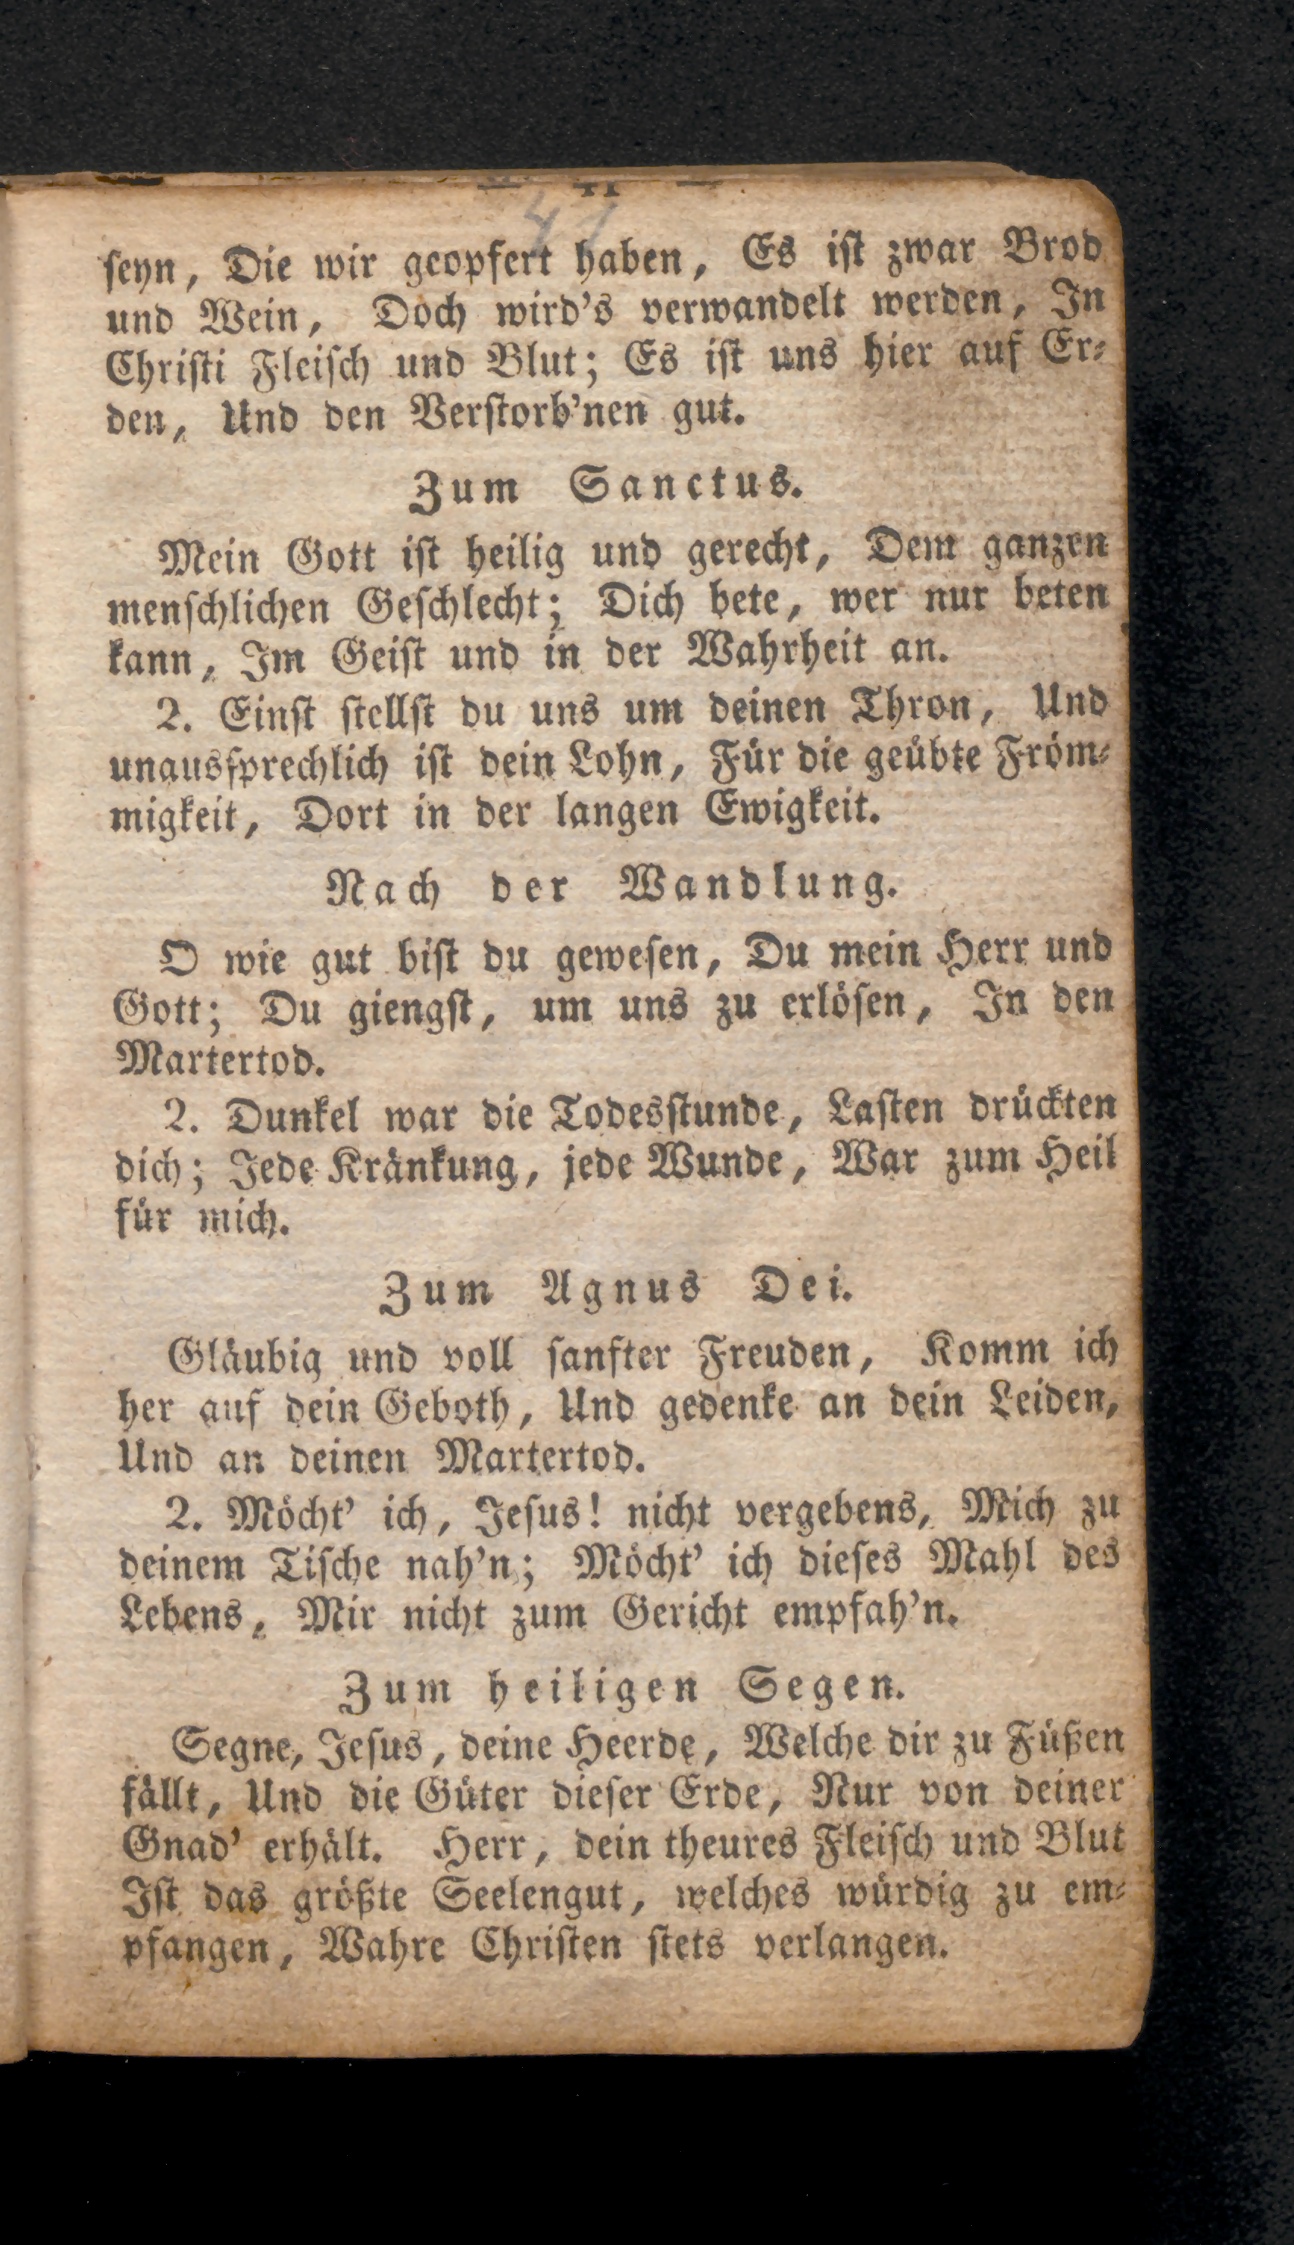 41
ſeyn, Die wir geopfert haben, Es iſt zwar Brod
und Wein, Doch wird's verwandelt werden, In
Chriſti Fleiſch und Blut; Es iſt uns hier auf Er⸗
den, Und den Verſtorb'nen gut.
Zum Sanctus.
Mein Gott iſt heilig und gerecht, Dem ganzen
menſchlichen Geſchlecht; Dich bete, wer nur beten
kann, Im Geiſt und in der Wahrheit an.
2. Einſt ſtellſt du uns um deinen Thron, Und
unausſprechlich iſt dein Lohn, Für die geübte Fröm⸗
migkeit, Dort in der langen Ewigkeit.
Nach der Wandlung.
O wie gut biſt du geweſen, Du mein Herr und
Gott; Du giengſt, um uns zu erlöſen, In den
Martertod.
2. Dunkel war die Todesſtunde, Laſten drückten
dich; Jede Kränkung, jede Wunde, War zum Heil
für mich.
Zum Agnus Dei.
Gläubig und voll ſanfter Freuden, Komm ich
her auf dein Geboth, Und gedenke an dein Leiden,
Und an deinen Martertod.
2. Möcht' ich, Jeſus! nicht vergebens, Mich zu
deinem Tiſche nah'n; Möcht' ich dieſes Mahl des
Lebens, Mir nicht zum Gericht empfah'n.
Zum heiligen Segen.
Segne, Jeſus, deine Heerde, Welche dir zu Füßen
fällt, Und die Güter dieſer Erde, Nur von deiner
Gnad' erhält. Herr, dein theures Fleiſch und Blut
Iſt das größte Seelengut, welches würdig zu em⸗
pfangen, Wahre Chriſten ſtets verlangen.